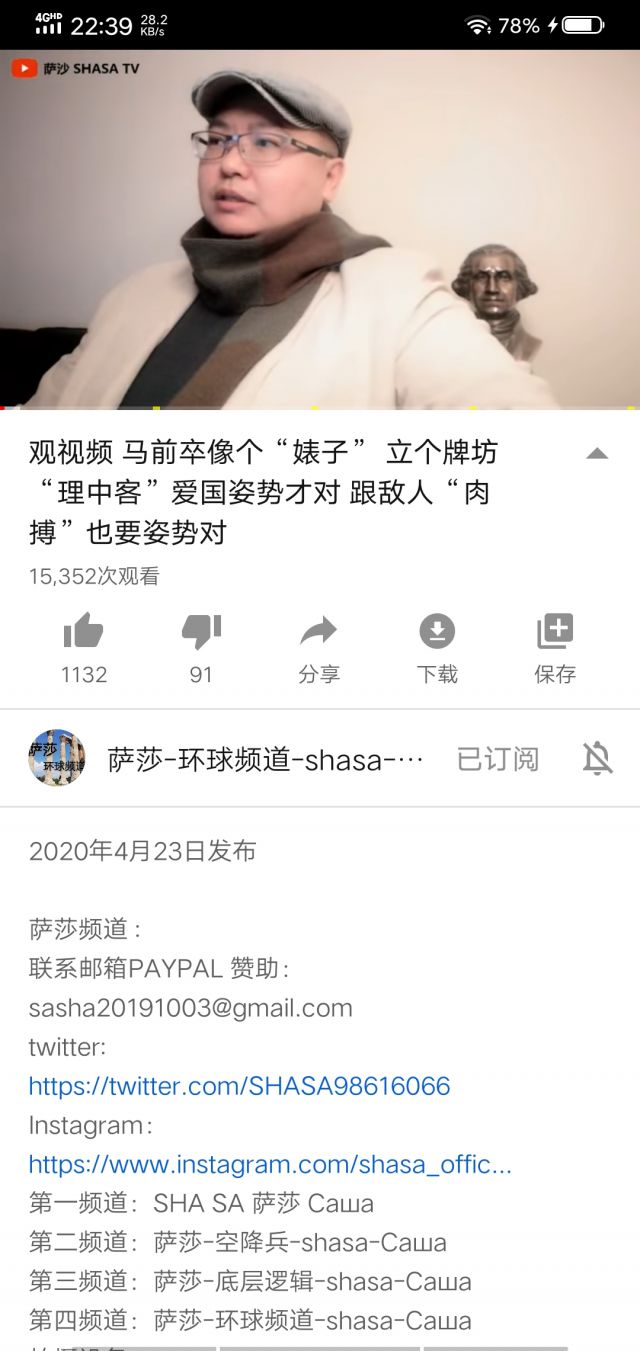 4GHD 22:39 28.2 KB/s 78%
萨沙 SHASA TV
观视频 马前卒像个“婊子” 立个牌坊
“理中客”爱国姿势才对 跟敌人“肉
搏”也要姿势对
15,352次观看
1132 91 分享 下载 保存
萨莎
环球频道
萨莎-环球频道-shasa-… 已订阅
2020年4月23日发布
萨莎频道：
联系邮箱PAYPAL 赞助：
sasha20191003@gmail.com
twitter:
https://twitter.com/SHASA98616066
Instagram：
https://www.instagram.com/shasa_offic...
第一频道：SHA SA 萨莎 Саша
第二频道：萨莎-空降兵-shasa-Саша
第三频道：萨莎-底层逻辑-shasa-Саша
第四频道：萨莎-环球频道-shasa-Саша